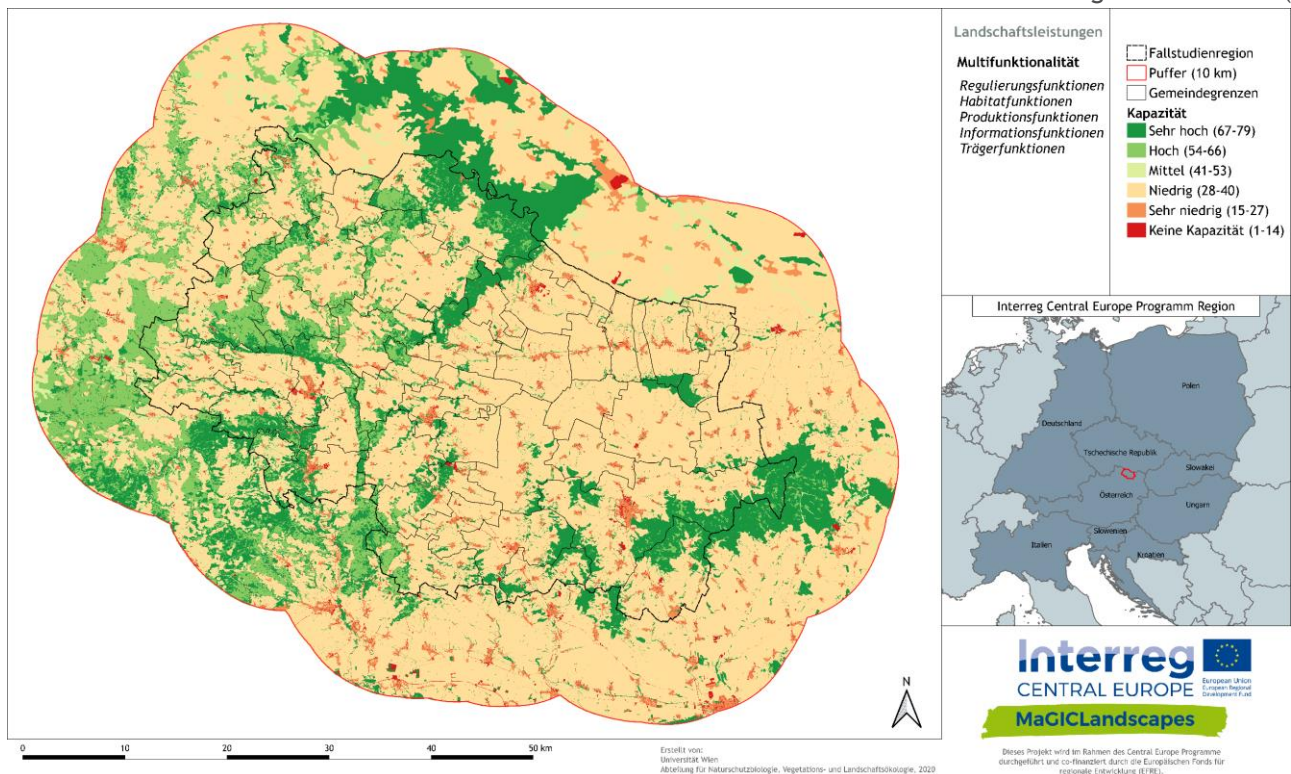 Landschaftsleistungen
Multifunktionalität
Regulierungsfunktionen
Habitatfunktionen
Produktionsfunktionen
Informationsfunktionen
Trägerfunktionen
Fallstudienregion
Puffer (10 km)
Gemeindegrenzen
Kapazität
Sehr hoch (67-79)
Hoch (54-66)
Mittel (41-53)
Niedrig (28-40)
Sehr niedrig (15-27)
Keine Kapazität (1-14)
Interreg Central Europe Programm Region
Polen
Deutschland
Tschechische Republik
Slowakei
Österreich
Ungarn
Slowenien
Italien
Kroatien
N
0 10 20 30 40 50 km
Erstellt von:
Universität Wien
Abteilung für Naturschutzbiologie, Vegetations- und Landschaftsökologie, 2020
Interreg
CENTRAL EUROPE
European Union
European Regional
Development Fund
MaGICLandscapes
Dieses Projekt wird im Rahmen des Central Europe Programme
durchgeführt und co-finanziert durch die Europäischen Fonds für
regionale Entwicklung (EFRE).